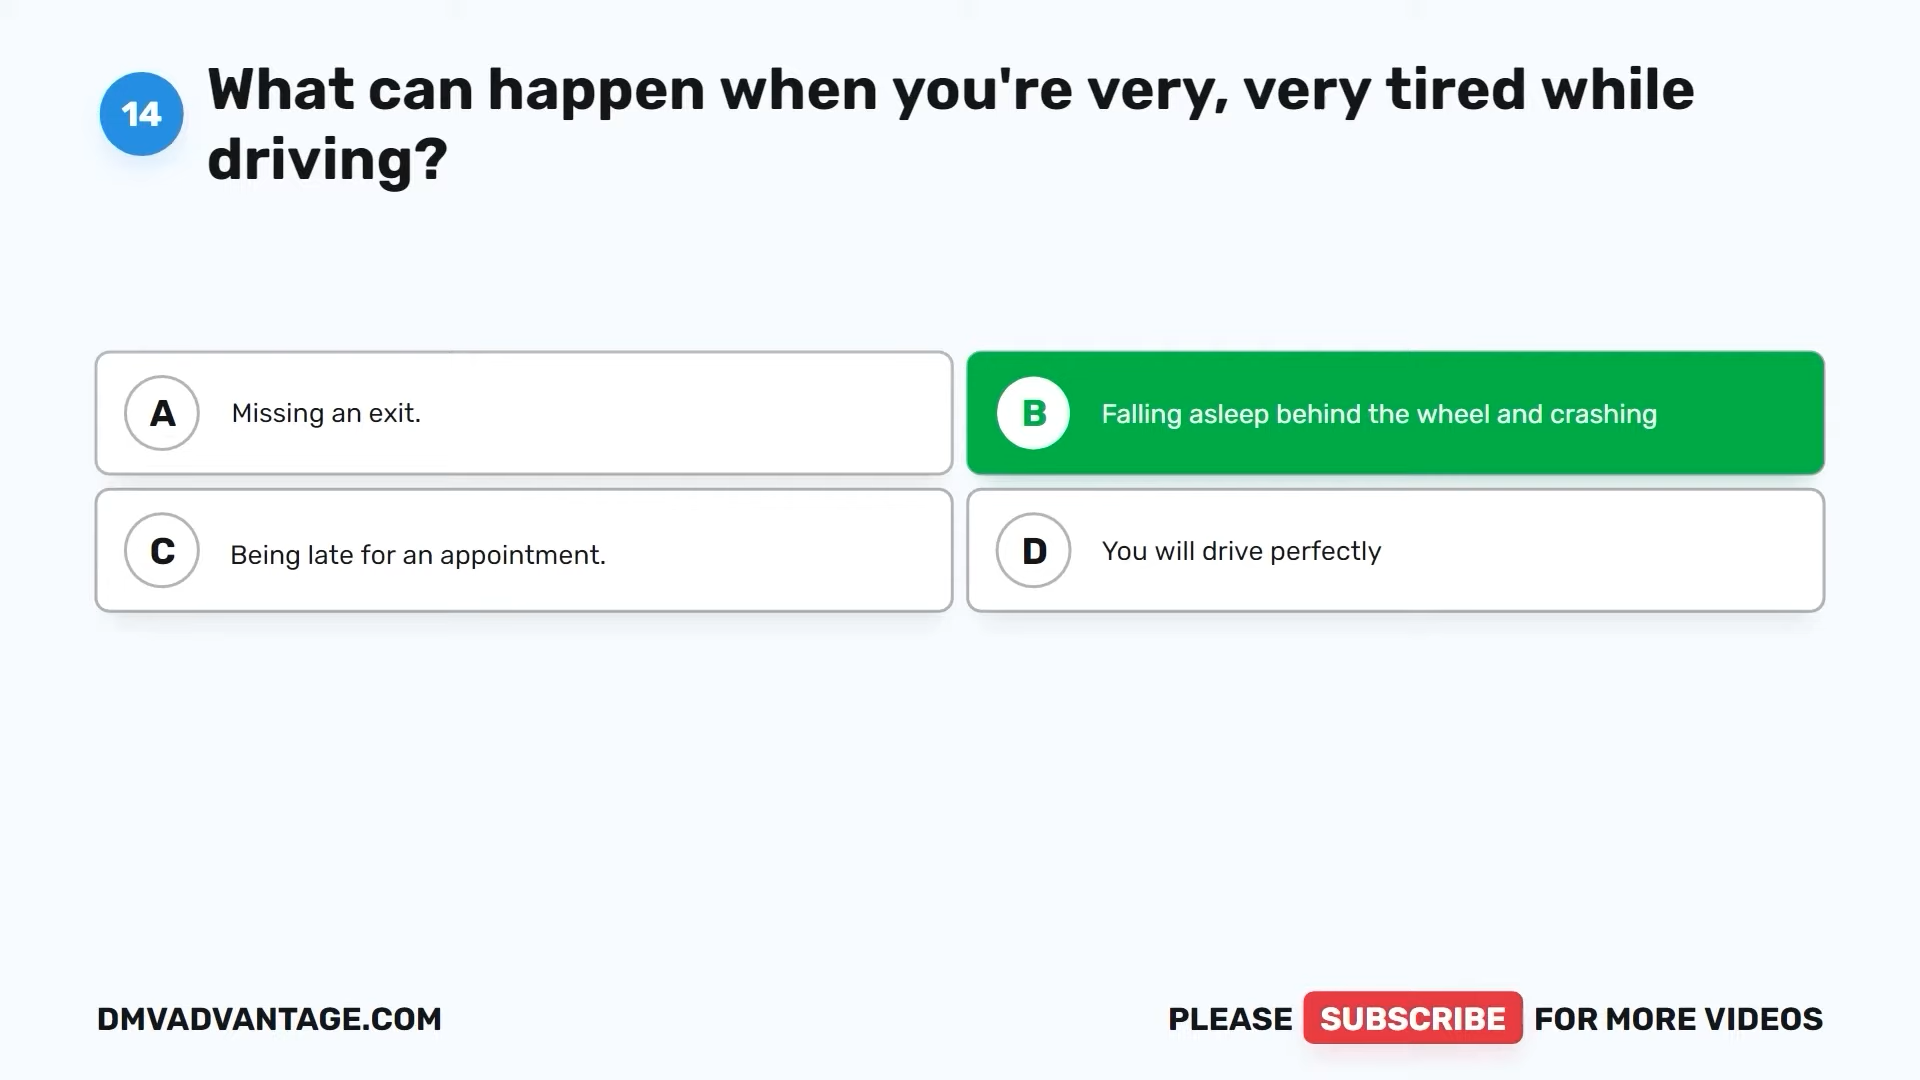 14
What can happen when you're very, very tired while
driving?
A Missing an exit.
B Falling asleep behind the wheel and crashing
C Being late for an appointment.
D You will drive perfectly
DMVADVANTAGE.COM
PLEASE SUBSCRIBE FOR MORE VIDEOS